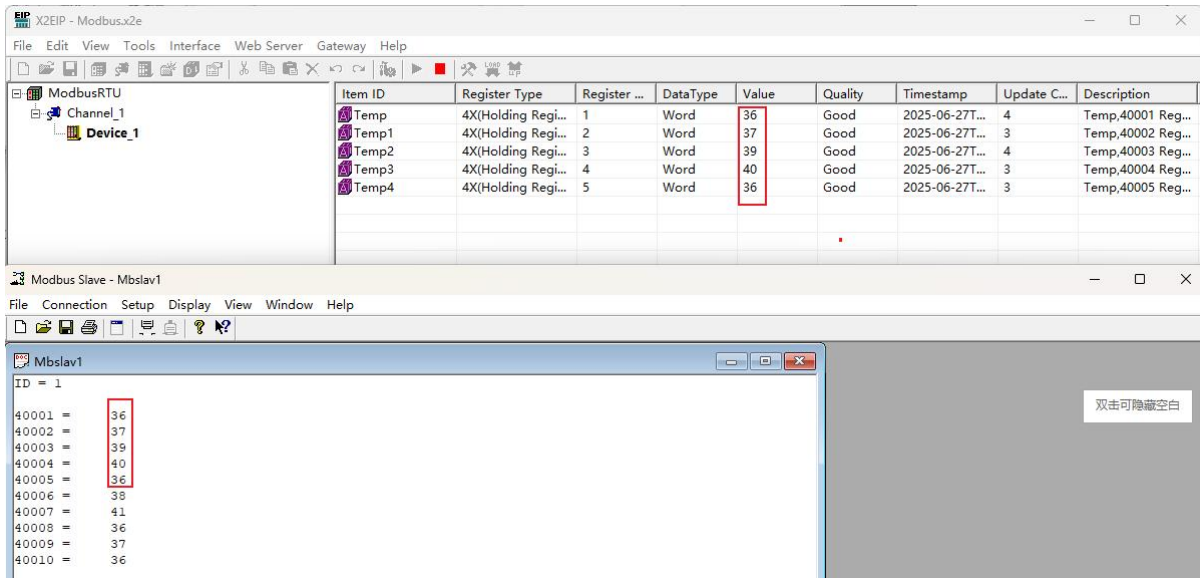 EIP X2EIP - Modbus.x2e
File Edit View Tools Interface Web Server Gateway Help
ModbusRTU
Channel_1
Device_1
Item ID Register Type Register ... DataType Value Quality Timestamp Update C... Description
Temp 4X(Holding Regi... 1 Word 36 Good 2025-06-27T... 4 Temp,40001 Reg...
Temp1 4X(Holding Regi... 2 Word 37 Good 2025-06-27T... 3 Temp,40002 Reg...
Temp2 4X(Holding Regi... 3 Word 39 Good 2025-06-27T... 4 Temp,40003 Reg...
Temp3 4X(Holding Regi... 4 Word 40 Good 2025-06-27T... 3 Temp,40004 Reg...
Temp4 4X(Holding Regi... 5 Word 36 Good 2025-06-27T... 3 Temp,40005 Reg...
Modbus Slave - Mbslav1
File Connection Setup Display View Window Help
Mbslav1
ID = 1
40001 = 36
40002 = 37
40003 = 39
40004 = 40
40005 = 36
40006 = 38
40007 = 41
40008 = 36
40009 = 37
40010 = 36
双击可隐藏空白